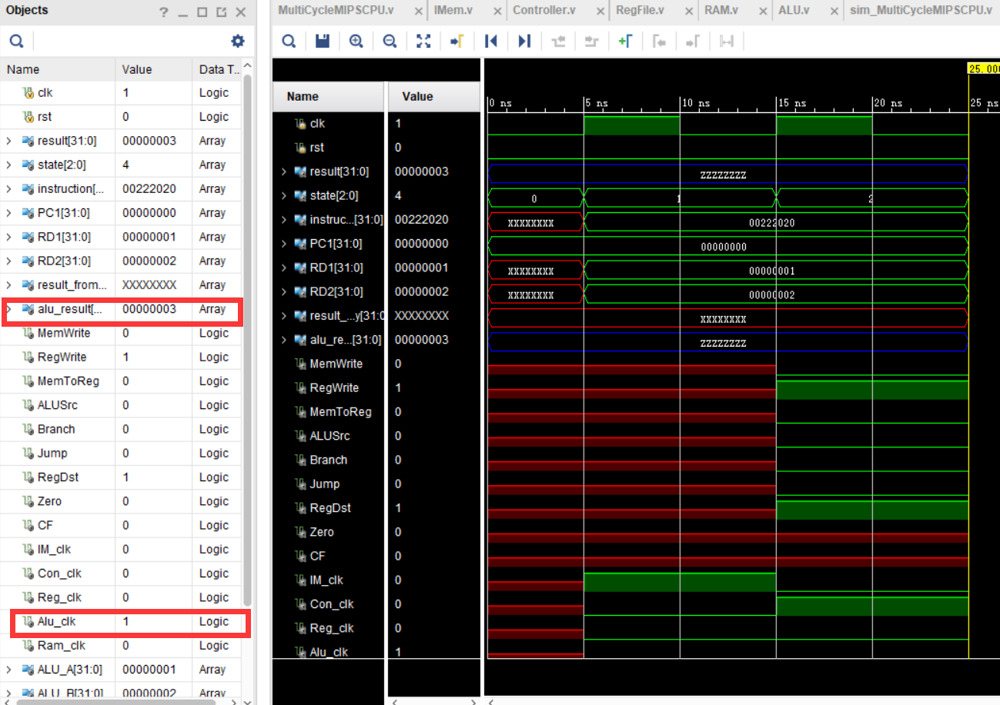 Objects
MultiCycleMIPSCPU.v
IMem.v
Controller.v
RegFile.v
RAM.v
ALU.v
sim_MultiCycleMIPSCPU.v
Name Value Data T...
clk 1 Logic
rst 0 Logic
result[31:0] 00000003 Array
state[2:0] 4 Array
instruction[... 00222020 Array
PC1[31:0] 00000000 Array
RD1[31:0] 00000001 Array
RD2[31:0] 00000002 Array
result_from... XXXXXXXX Array
alu_result[... 00000003 Array
MemWrite 0 Logic
RegWrite 1 Logic
MemToReg 0 Logic
ALUSrc 0 Logic
Branch 0 Logic
Jump 0 Logic
RegDst 1 Logic
Zero 0 Logic
CF 0 Logic
IM_clk 0 Logic
Con_clk 0 Logic
Reg_clk 0 Logic
Alu_clk 1 Logic
Ram_clk 0 Logic
ALU_A[31:0] 00000001 Array
ALU_B[31:0] 00000002 Array
25.000
Name Value
0 ns 5 ns 10 ns 15 ns 20 ns 25 ns
clk 1
rst 0
result[31:0] 00000003 ZZZZZZZZ
state[2:0] 4 0 1 2
instruc...[31:0] 00222020 XXXXXXXX 00222020
PC1[31:0] 00000000 00000000
RD1[31:0] 00000001 XXXXXXXX 00000001
RD2[31:0] 00000002 XXXXXXXX 00000002
result_...y[31:0 XXXXXXXX XXXXXXXX
alu_re...[31:0] 00000003 ZZZZZZZZ
MemWrite 0
RegWrite 1
MemToReg 0
ALUSrc 0
Branch 0
Jump 0
RegDst 1
Zero 0
CF 0
IM_clk 0
Con_clk 0
Reg_clk 0
Alu_clk 1